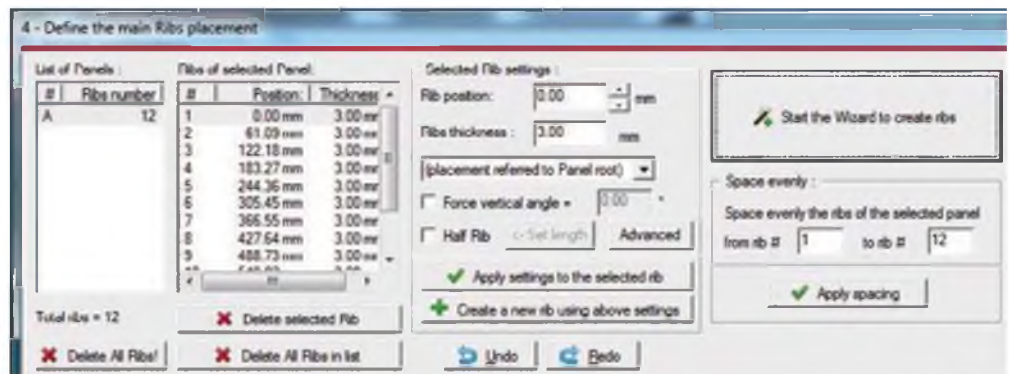 4 - Define the main Ribs placement
List of Panels :
# Ribs number
A 12
Total ribs = 12
Delete All Ribs!
Ribs of selected Panel:
# Position: Thickness
1 0.00 mm 3.00 mm
2 61.09 mm 3.00 mm
3 122.18 mm 3.00 mm
4 183.27 mm 3.00 mm
5 244.36 mm 3.00 mm
6 305.45 mm 3.00 mm
7 366.55 mm 3.00 mm
8 427.64 mm 3.00 mm
9 488.73 mm 3.00 mm
Delete selected Rib
Delete All Ribs in list
Selected Rib settings :
Rib position: 0.00 mm
Ribs thickness : 3.00 mm
(placement referred to Panel root)
Force vertical angle = 0.00 °
Half Rib <- Set length Advanced
Apply settings to the selected rib
Create a new rib using above settings
Undo Redo
Start the Wizard to create ribs
Space evenly :
Space evenly the ribs of the selected panel
from rib # 1 to rib # 12
Apply spacing